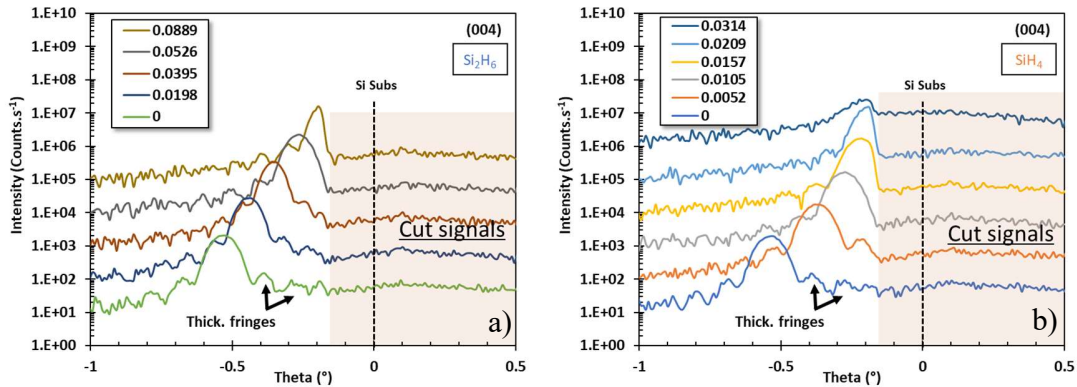 1.E+10
1.E+09
1.E+08
1.E+07
1.E+06
1.E+05
1.E+04
1.E+03
1.E+02
1.E+01
1.E+00
Intensity (Counts.s⁻¹)
0.0889
0.0526
0.0395
0.0198
0
(004)
Si₂H₆
Si Subs
Cut signals
Thick. fringes
a)
-1
-0.5
0
0.5
Theta (°)
1.E+10
1.E+09
1.E+08
1.E+07
1.E+06
1.E+05
1.E+04
1.E+03
1.E+02
1.E+01
1.E+00
Intensity (Counts.s⁻¹)
0.0314
0.0209
0.0157
0.0105
0.0052
0
(004)
SiH₄
Si Subs
Cut signals
Thick. fringes
b)
-1
-0.5
0
0.5
Theta (°)